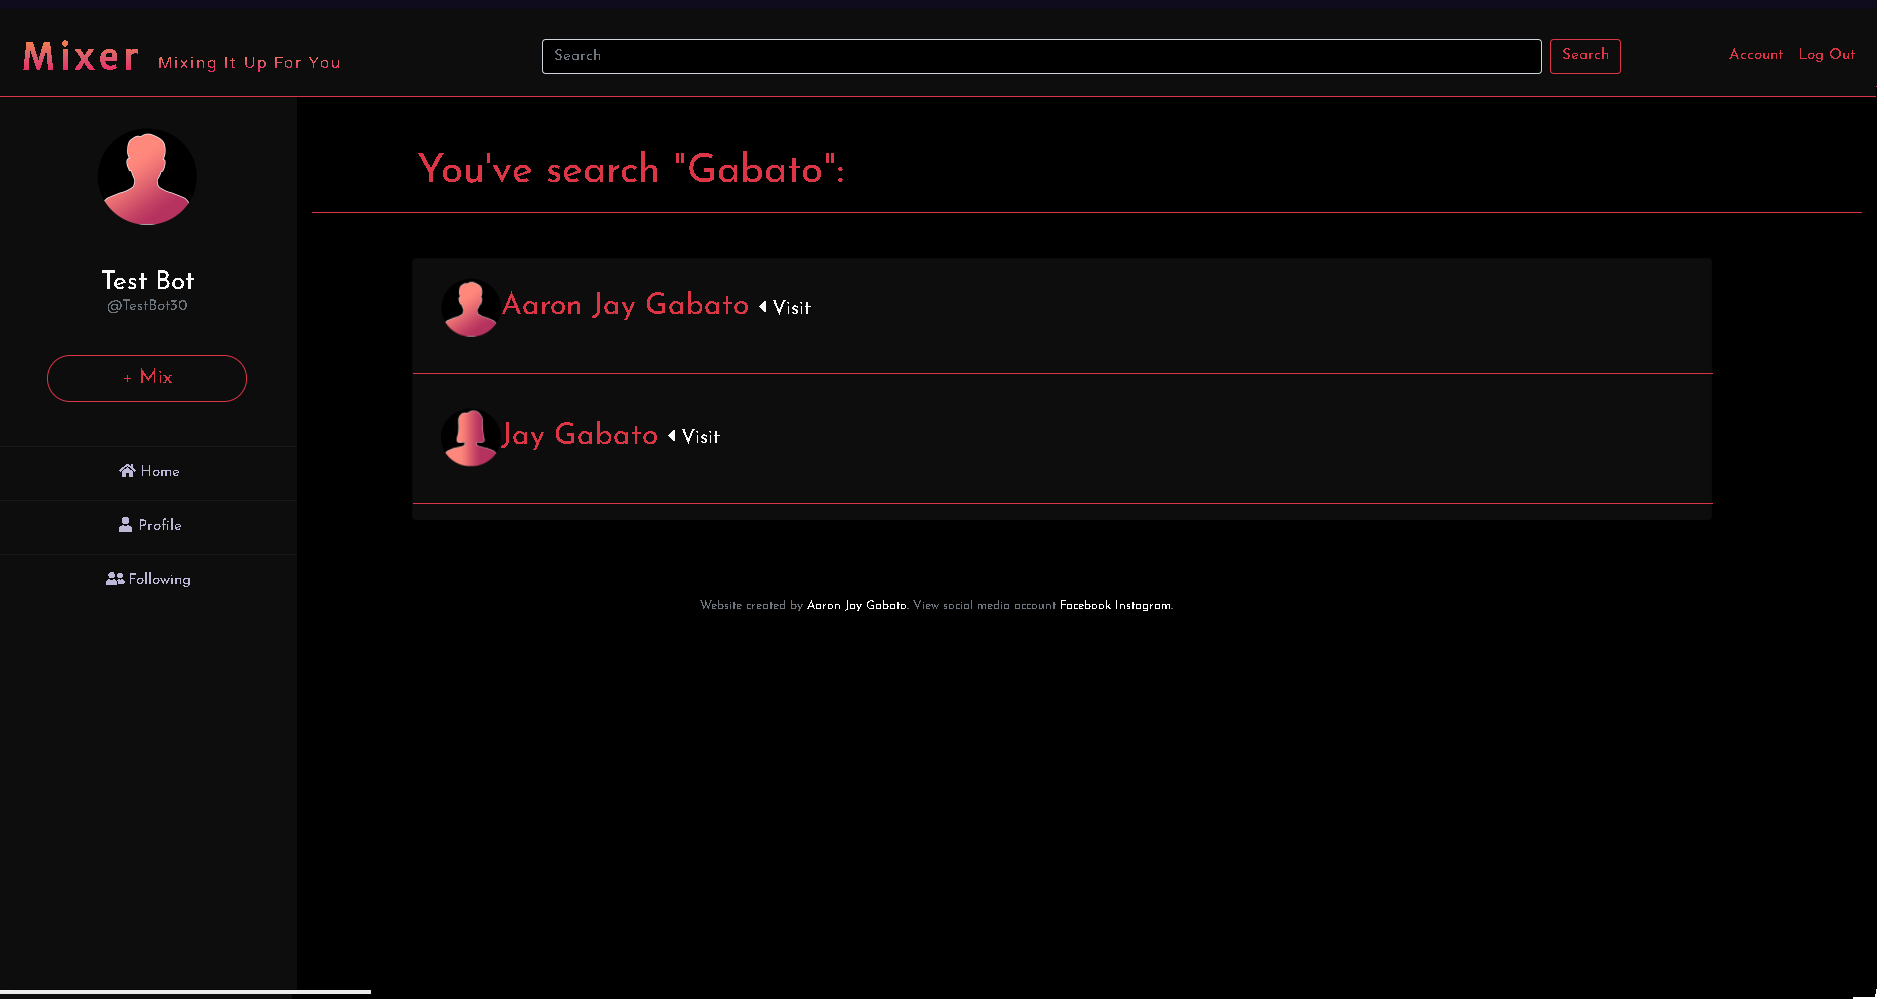 Mixer Mixing It Up For You
Search
Search
Account Log Out
Test Bot
@TestBot30
+ Mix
Home
Profile
Following
You've search "Gabato":
Aaron Jay Gabato Visit
Jay Gabato Visit
Website created by Aaron Jay Gabato. View social media account Facebook Instagram.